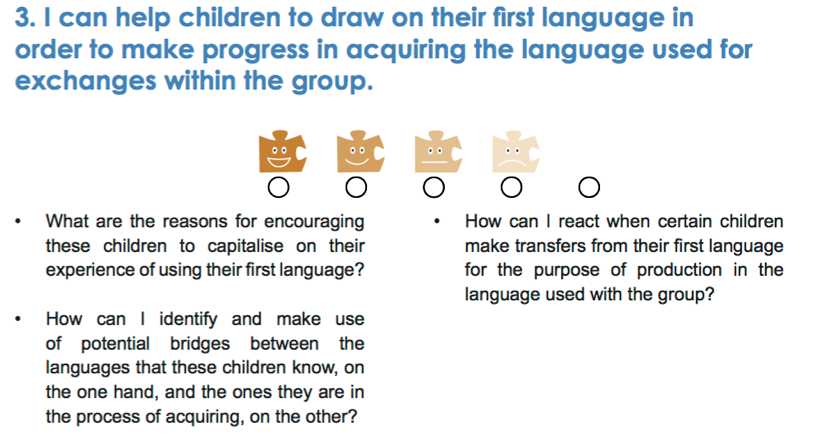 3. I can help children to draw on their first language in
order to make progress in acquiring the language used for
exchanges within the group.
• What are the reasons for encouraging
these children to capitalise on their
experience of using their first language?
• How can I identify and make use
of potential bridges between the
languages that these children know, on
the one hand, and the ones they are in
the process of acquiring, on the other?
• How can I react when certain children
make transfers from their first language
for the purpose of production in the
language used with the group?